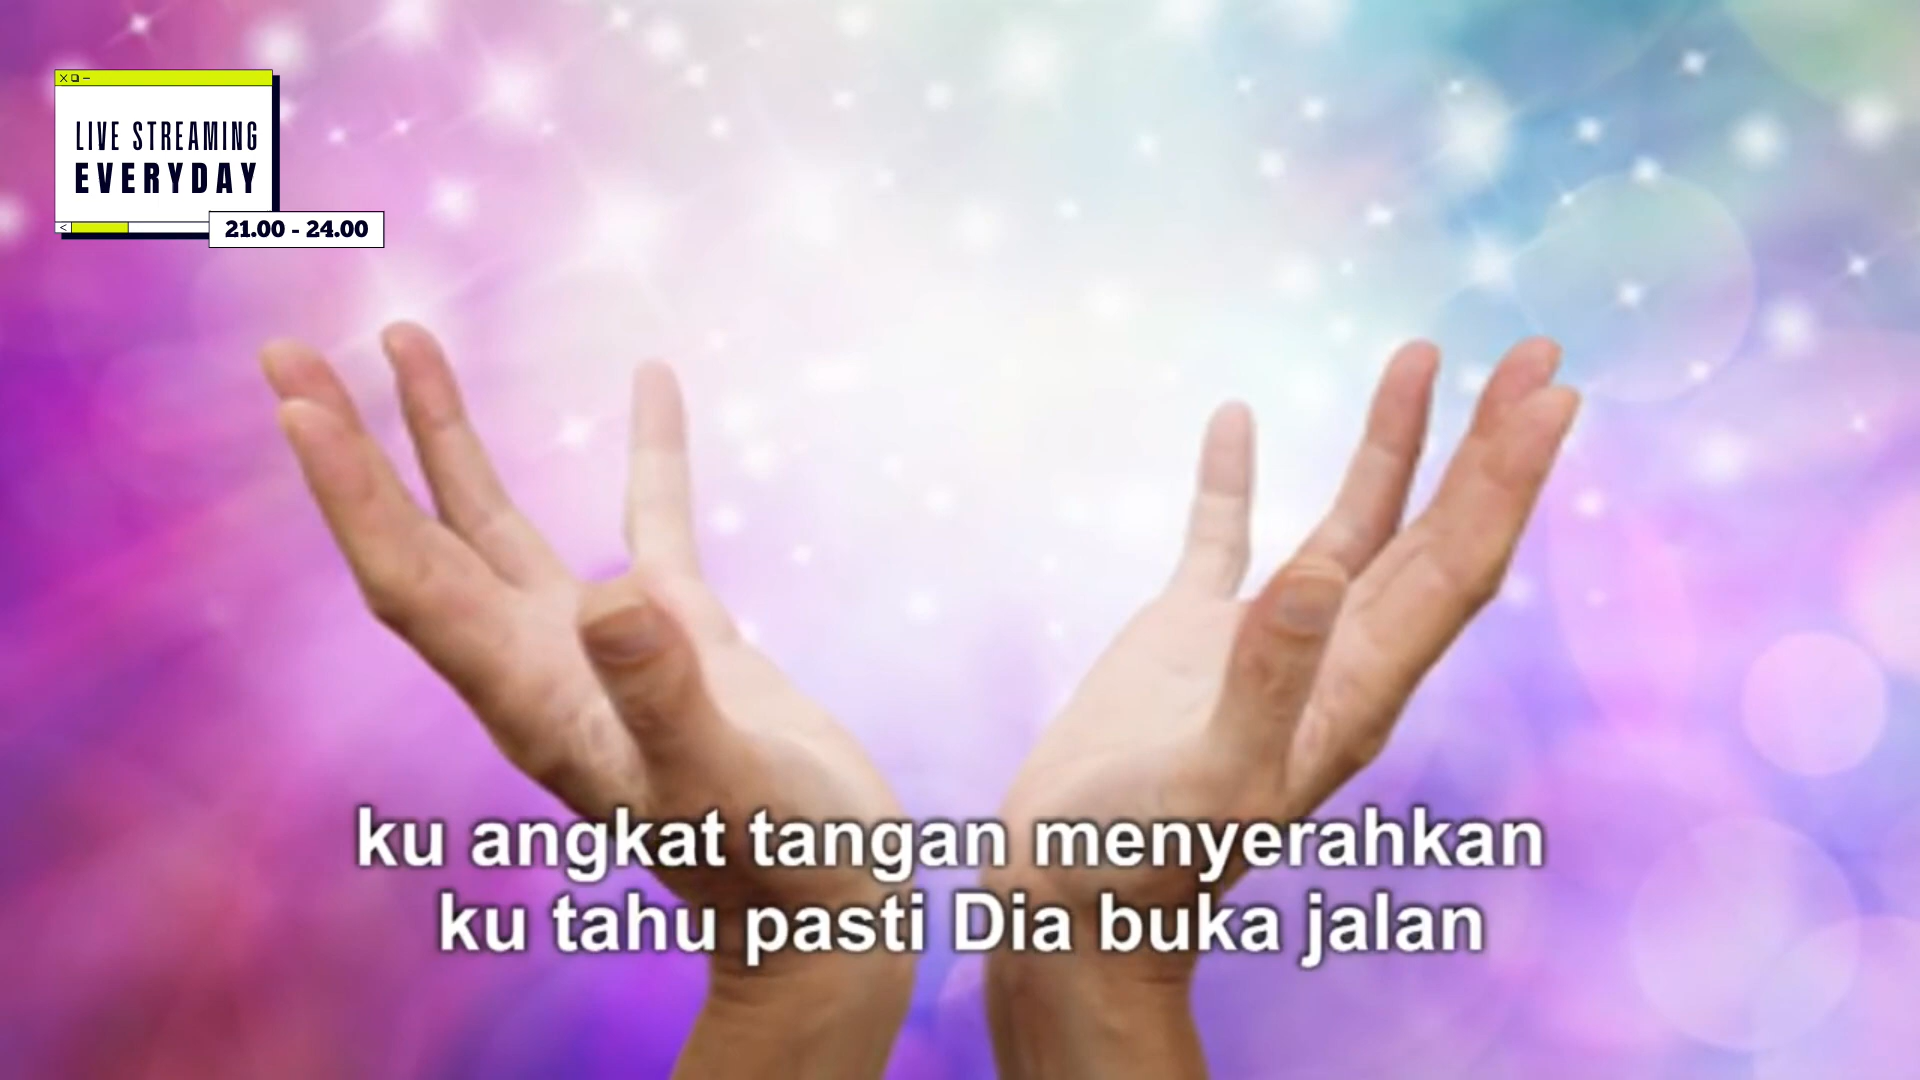 LIVE STREAMING
EVERYDAY
21.00 - 24.00
ku angkat tangan menyerahkan
ku tahu pasti Dia buka jalan